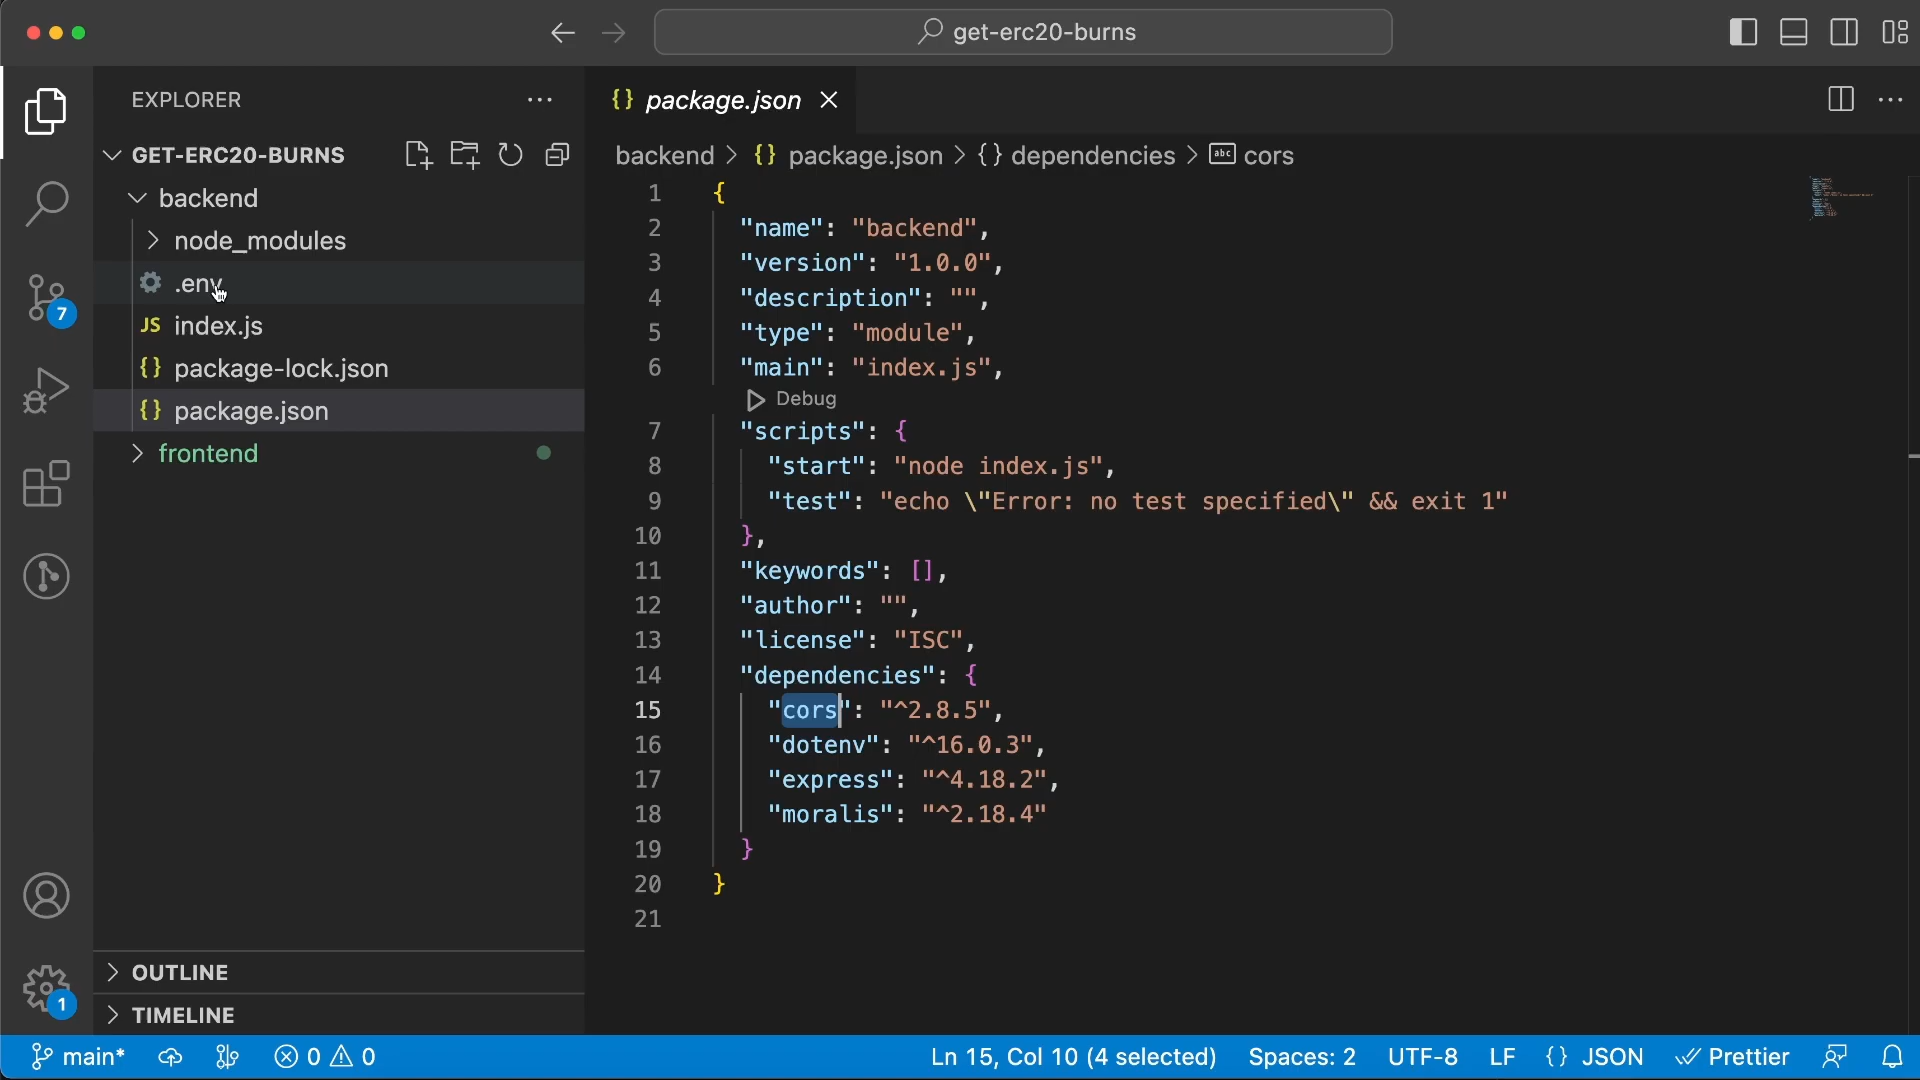 get-erc20-burns
EXPLORER
GET-ERC20-BURNS
backend
node_modules
.env
JS index.js
{} package-lock.json
{} package.json
frontend
OUTLINE
TIMELINE
7
1
{} package.json
backend > {} package.json > {} dependencies > abc cors
1 {
2 "name": "backend",
3 "version": "1.0.0",
4 "description": "",
5 "type": "module",
6 "main": "index.js",
Debug
7 "scripts": {
8 "start": "node index.js",
9 "test": "echo \"Error: no test specified\" && exit 1"
10 },
11 "keywords": [],
12 "author": "",
13 "license": "ISC",
14 "dependencies": {
15 "cors": "^2.8.5",
16 "dotenv": "^16.0.3",
17 "express": "^4.18.2",
18 "moralis": "^2.18.4"
19 }
20 }
21
main* 0 0 Ln 15, Col 10 (4 selected) Spaces: 2 UTF-8 LF {} JSON Prettier